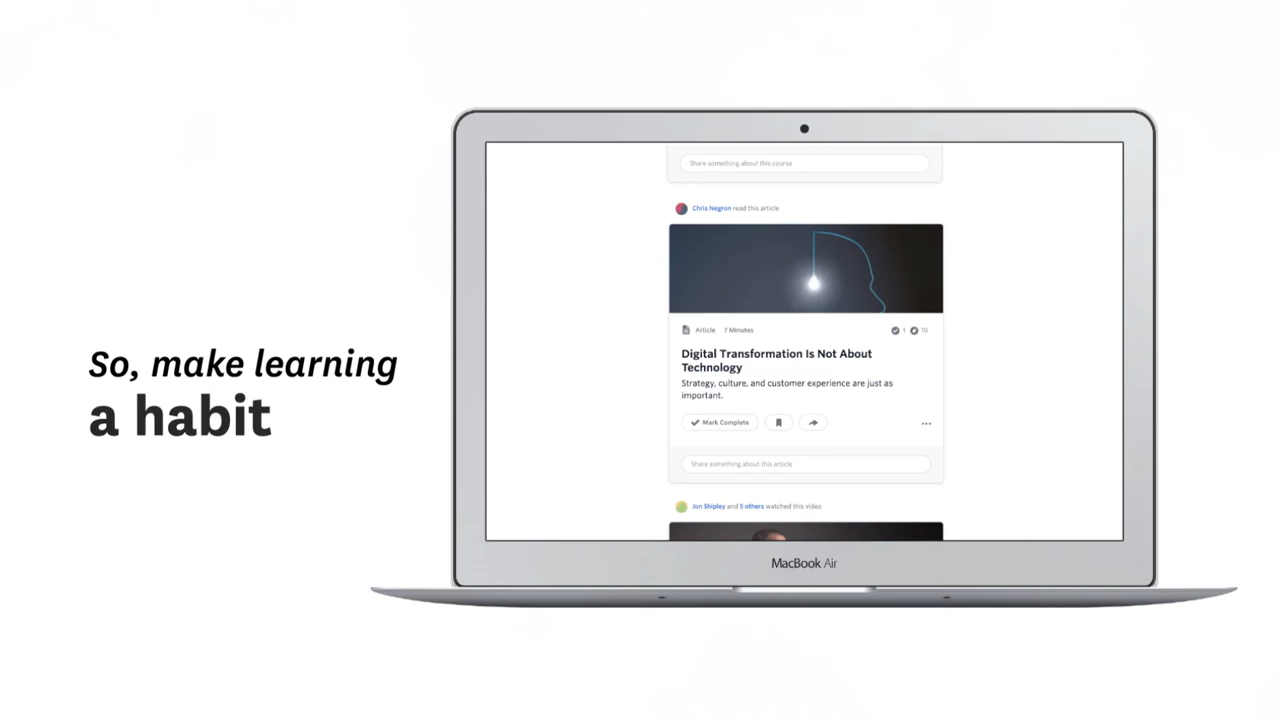 So, make learning
a habit
Share something about this course
Chris Negron read this article
Article 7 Minutes 1 10
Digital Transformation Is Not About
Technology
Strategy, culture, and customer experience are just as
important.
Mark Complete
Share something about this article
Jon Shipley and 5 others watched this video
MacBook Air